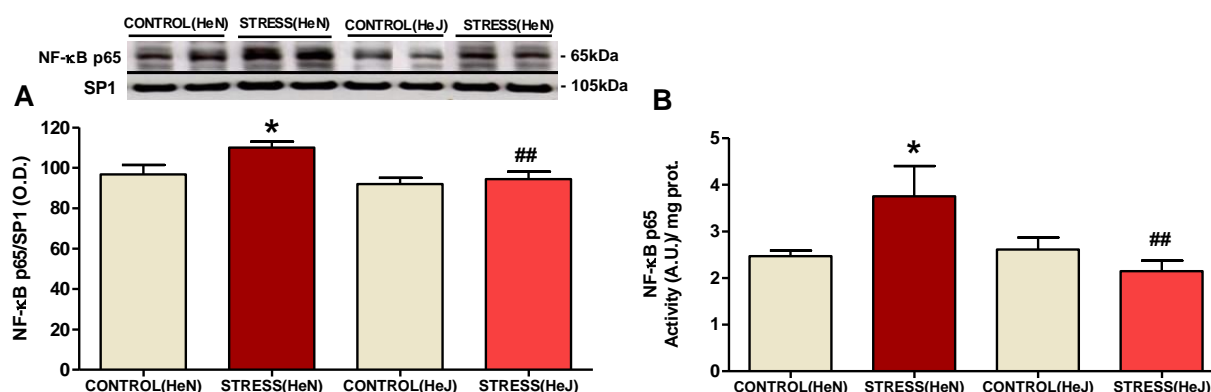 CONTROL(HeN) STRESS(HeN) CONTROL(HeJ) STRESS(HeN)
NF-κB p65 - 65kDa
SP1 - 105kDa
A
NF-κB p65/SP1 (O.D.)
120
100
80
60
40
20
0
*
##
CONTROL(HeN) STRESS(HeN) CONTROL(HeJ) STRESS(HeJ)
B
NF-κB p65
Activity (A.U.)/ mg prot.
5
4
3
2
1
0
*
##
CONTROL(HeN) STRESS(HeN) CONTROL(HeJ) STRESS(HeJ)